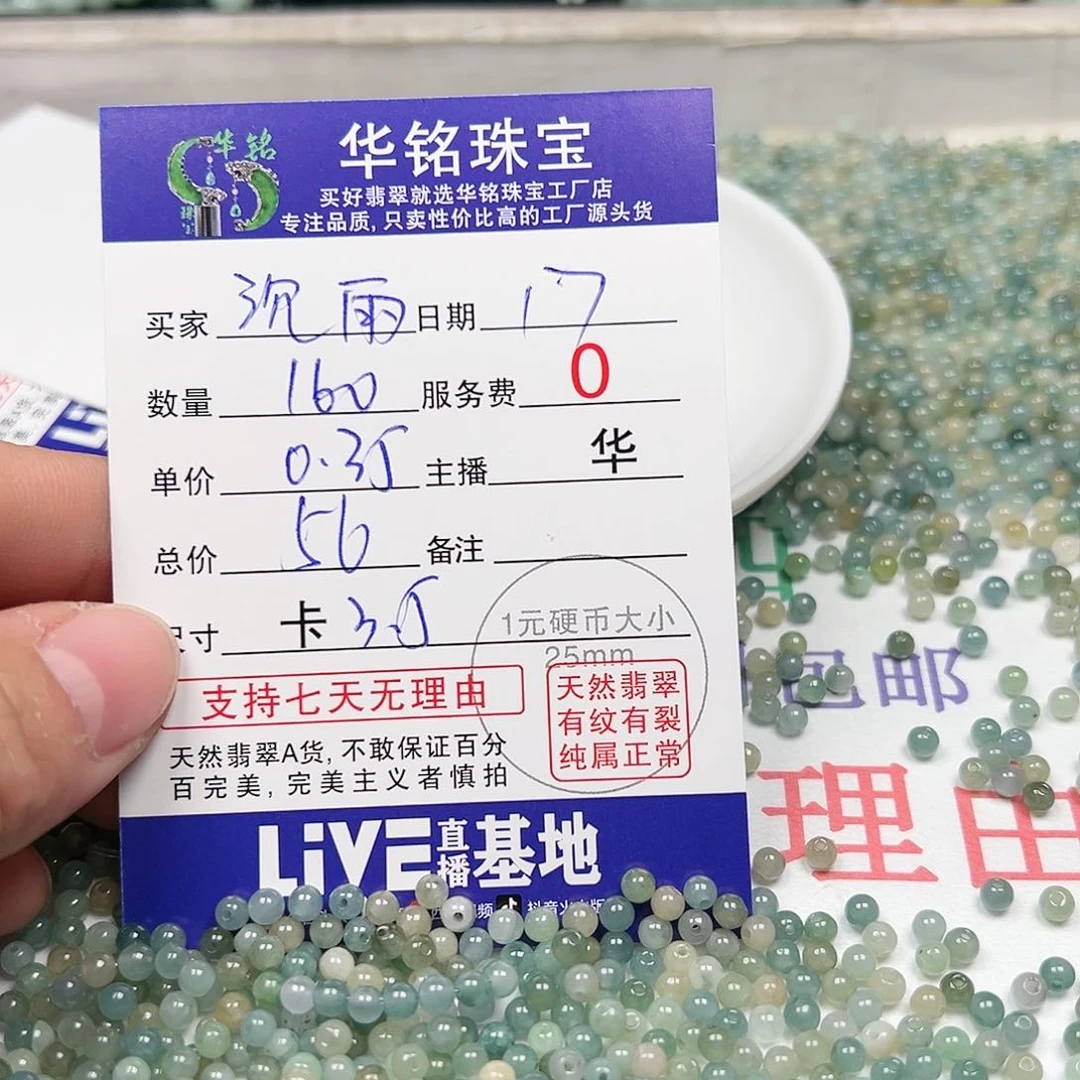 华铭
珠宝
华铭珠宝
买好翡翠就选华铭珠宝工厂店
专注品质,只卖性价比高的工厂源头货
买家 沉雨 日期 17
数量 160 服务费 0
单价 0.35 主播 华
总价 56 备注
尺寸 卡 3.5
1元硬币大小
25mm
支持七天无理由
天然翡翠
有纹有裂
纯属正常
天然翡翠A货,不敢保证百分
百完美,完美主义者慎拍
LiVE直播基地
包邮
理由